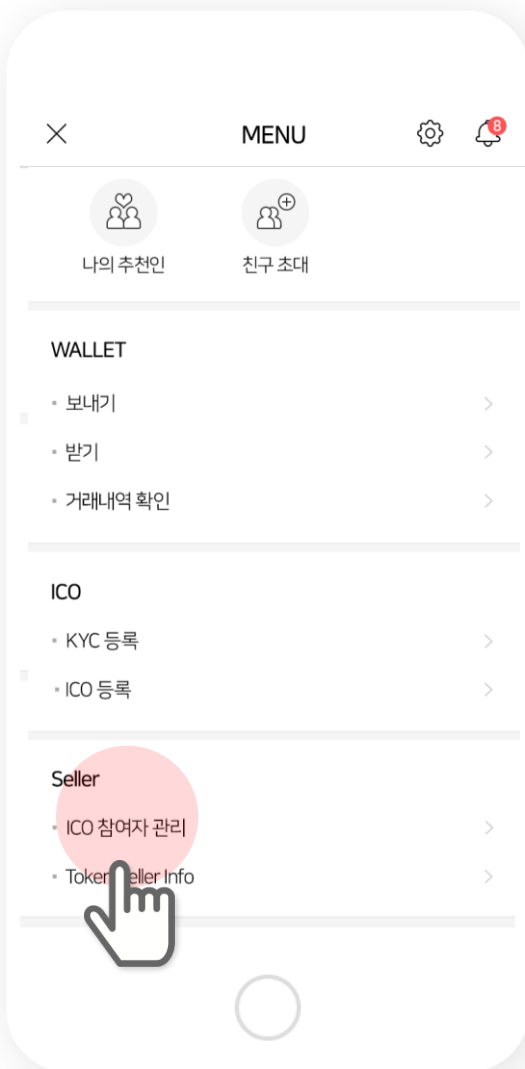 MENU
8
나의 추천인 친구 초대
WALLET
보내기
받기
거래내역 확인
ICO
KYC 등록
ICO 등록
Seller
ICO 참여자 관리
Token eller Info